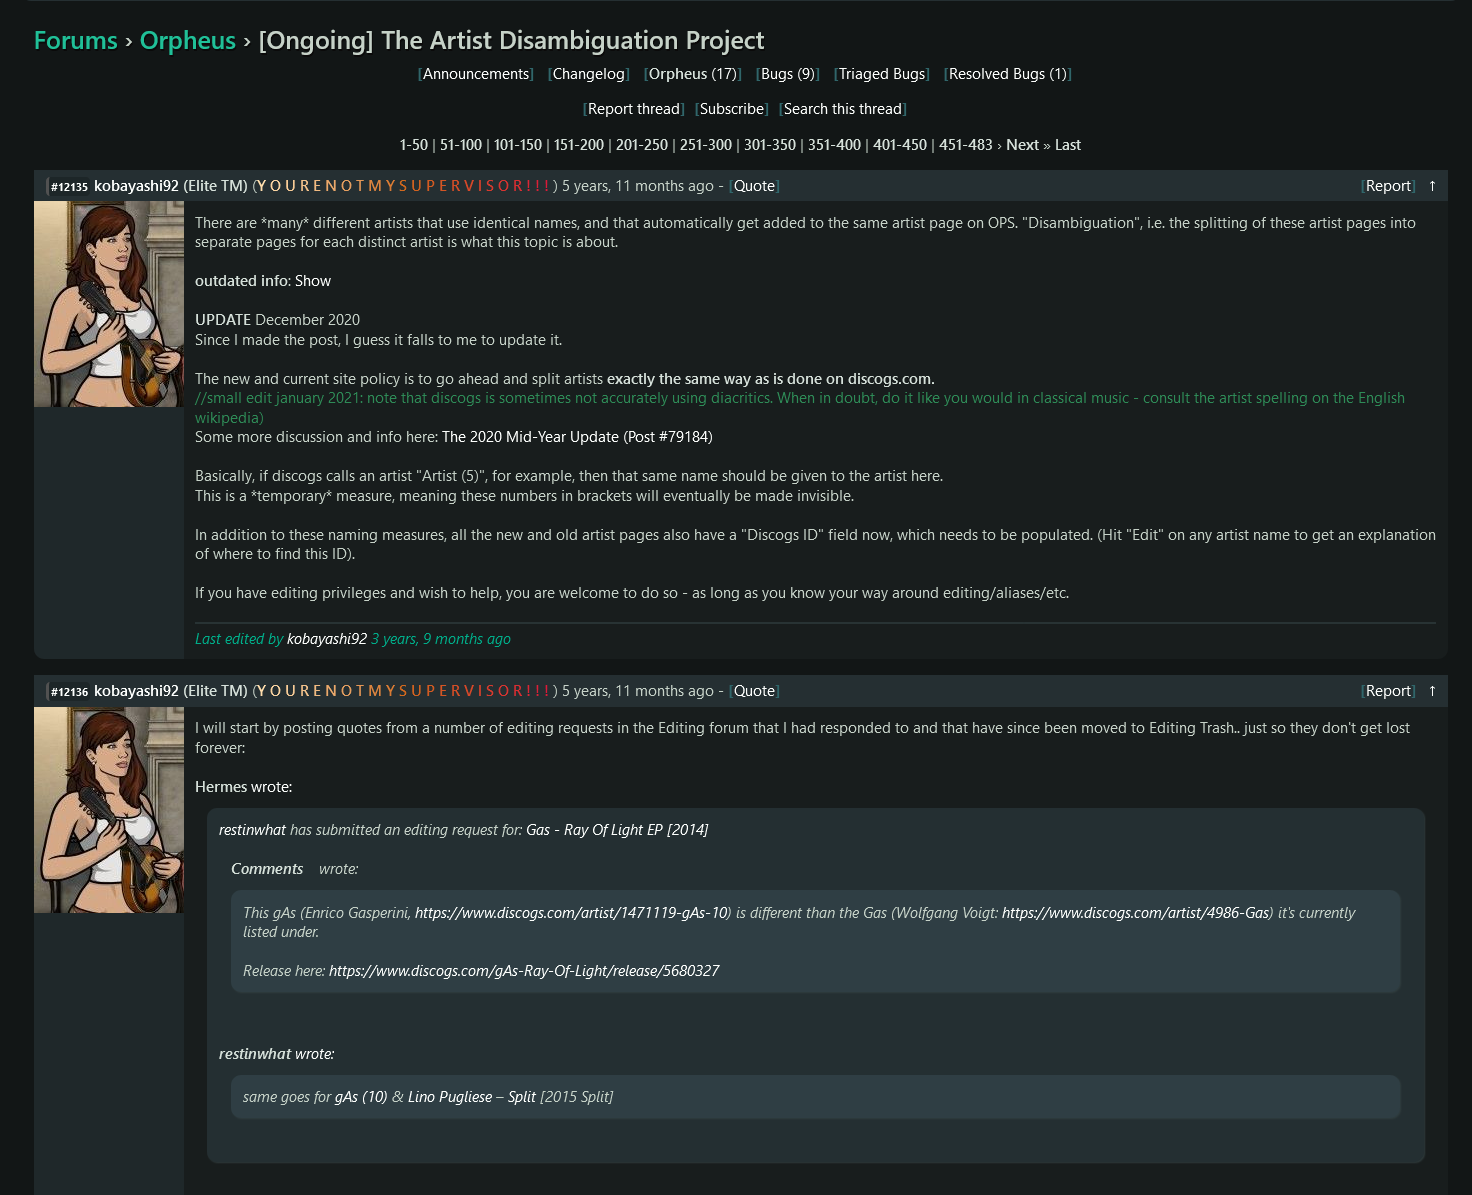 Forums › Orpheus › [Ongoing] The Artist Disambiguation Project
[Announcements] [Changelog] [Orpheus (17)] [Bugs (9)] [Triaged Bugs] [Resolved Bugs (1)]
[Report thread] [Subscribe] [Search this thread]
1-50 | 51-100 | 101-150 | 151-200 | 201-250 | 251-300 | 301-350 | 351-400 | 401-450 | 451-483 › Next » Last
#12135 kobayashi92 (Elite TM) (Y O U R E N O T M Y S U P E R V I S O R ! ! ! ) 5 years, 11 months ago - [Quote] [Report] ↑
There are *many* different artists that use identical names, and that automatically get added to the same artist page on OPS. "Disambiguation", i.e. the splitting of these artist pages into
separate pages for each distinct artist is what this topic is about.
outdated info: Show
UPDATE December 2020
Since I made the post, I guess it falls to me to update it.
The new and current site policy is to go ahead and split artists exactly the same way as is done on discogs.com.
//small edit january 2021: note that discogs is sometimes not accurately using diacritics. When in doubt, do it like you would in classical music - consult the artist spelling on the English
wikipedia)
Some more discussion and info here: The 2020 Mid-Year Update (Post #79184)
Basically, if discogs calls an artist "Artist (5)", for example, then that same name should be given to the artist here.
This is a *temporary* measure, meaning these numbers in brackets will eventually be made invisible.
In addition to these naming measures, all the new and old artist pages also have a "Discogs ID" field now, which needs to be populated. (Hit "Edit" on any artist name to get an explanation
of where to find this ID).
If you have editing privileges and wish to help, you are welcome to do so - as long as you know your way around editing/aliases/etc.
Last edited by kobayashi92 3 years, 9 months ago
#12136 kobayashi92 (Elite TM) (Y O U R E N O T M Y S U P E R V I S O R ! ! ! ) 5 years, 11 months ago - [Quote] [Report] ↑
I will start by posting quotes from a number of editing requests in the Editing forum that I had responded to and that have since been moved to Editing Trash.. just so they don't get lost
forever:
Hermes wrote:
restinwhat has submitted an editing request for: Gas - Ray Of Light EP [2014]
Comments wrote:
This gAs (Enrico Gasperini, https://www.discogs.com/artist/1471119-gAs-10) is different than the Gas (Wolfgang Voigt: https://www.discogs.com/artist/4986-Gas) it's currently
listed under.
Release here: https://www.discogs.com/gAs-Ray-Of-Light/release/5680327
restinwhat wrote:
same goes for gAs (10) & Lino Pugliese – Split [2015 Split]